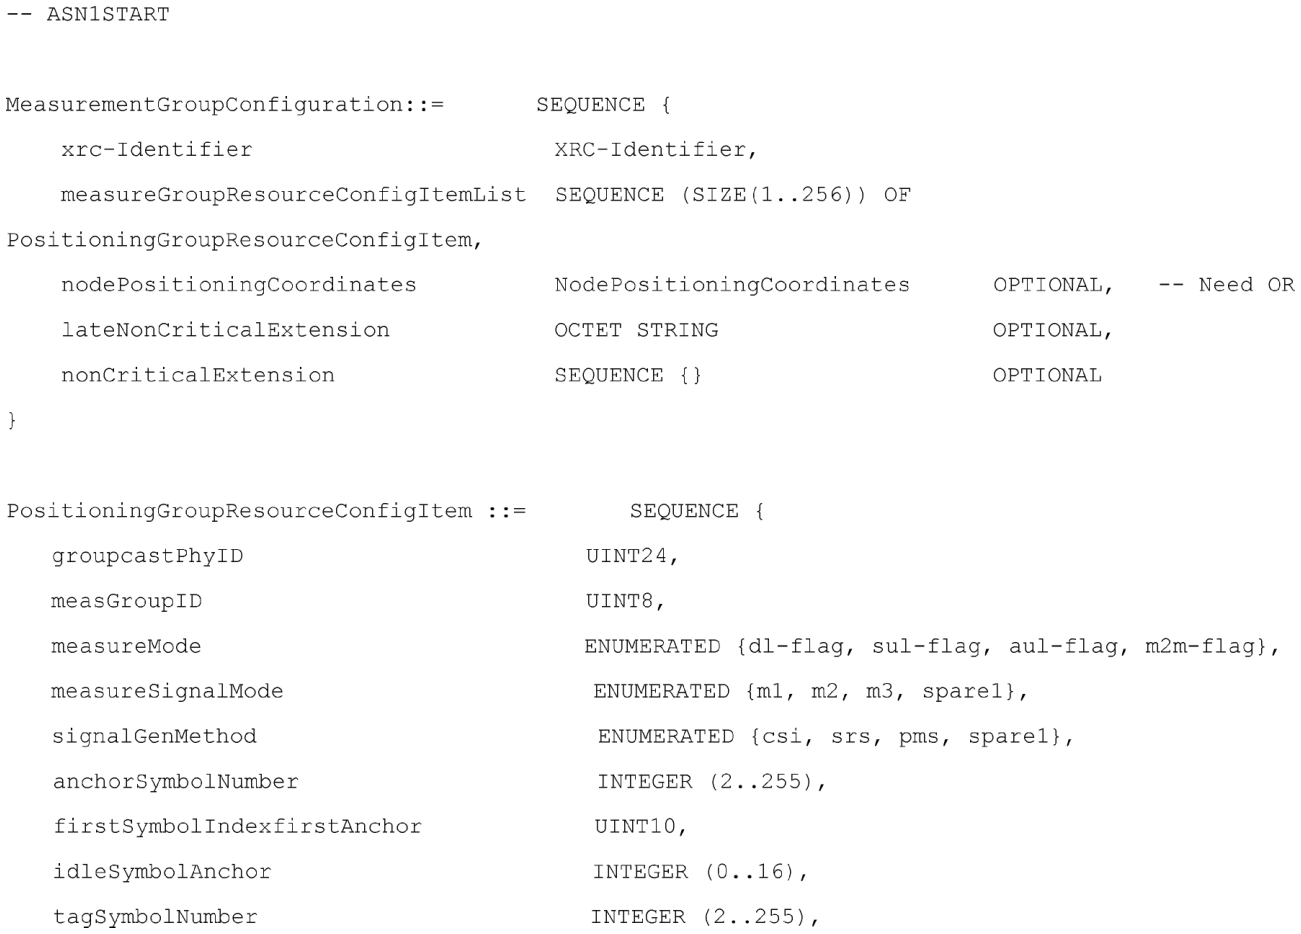 -- ASN1START
MeasurementGroupConfiguration::= SEQUENCE {
xrc-Identifier XRC-Identifier,
measureGroupResourceConfigItemList SEQUENCE (SIZE(1..256)) OF
PositioningGroupResourceConfigItem,
nodePositioningCoordinates NodePositioningCoordinates OPTIONAL, -- Need OR
lateNonCriticalExtension OCTET STRING OPTIONAL,
nonCriticalExtension SEQUENCE {} OPTIONAL
}
PositioningGroupResourceConfigItem ::= SEQUENCE {
groupcastPhyID UINT24,
measGroupID UINT8,
measureMode ENUMERATED {dl-flag, sul-flag, aul-flag, m2m-flag},
measureSignalMode ENUMERATED {m1, m2, m3, spare1},
signalGenMethod ENUMERATED {csi, srs, pms, spare1},
anchorSymbolNumber INTEGER (2..255),
firstSymbolIndexfirstAnchor UINT10,
idleSymbolAnchor INTEGER (0..16),
tagSymbolNumber INTEGER (2..255),